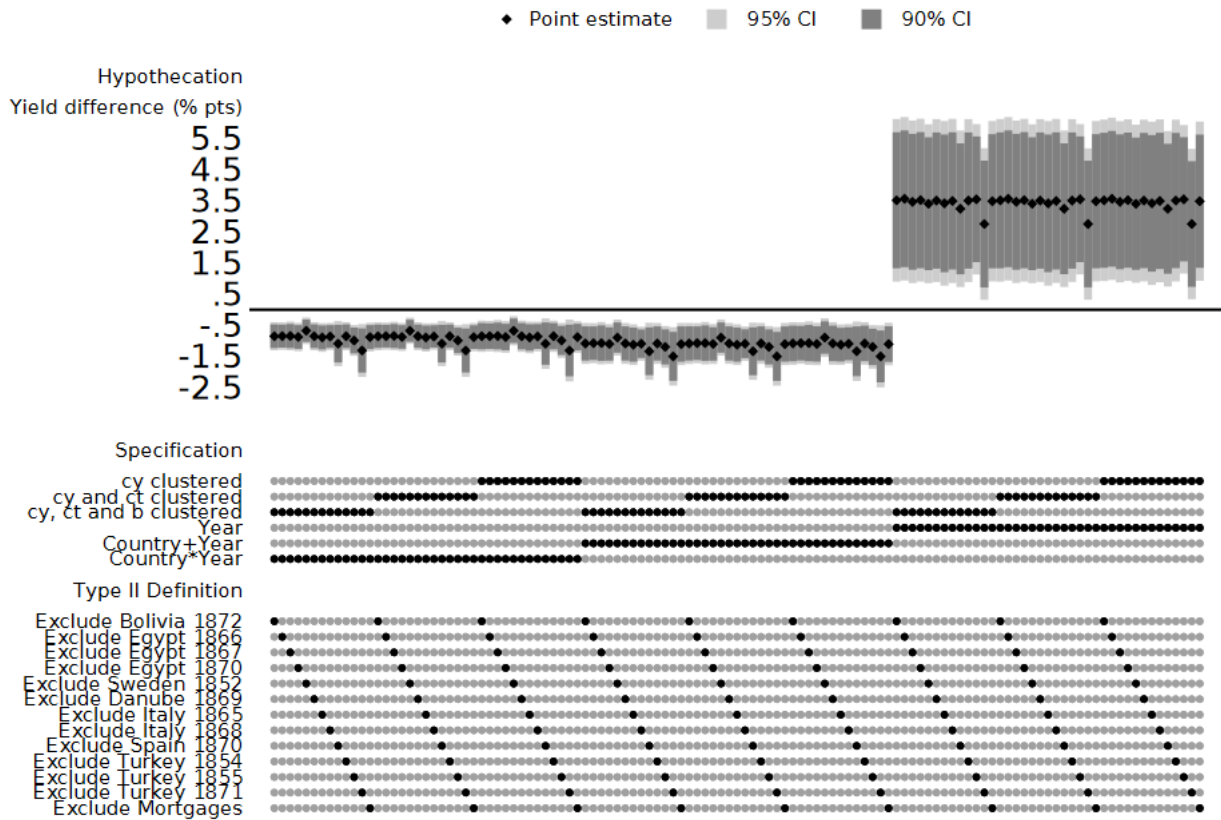 Point estimate 95% CI 90% CI
Hypothecation
Yield difference (% pts)
5.5
4.5
3.5
2.5
1.5
.5
-.5
-1.5
-2.5
Specification
cy clustered
cy and ct clustered
cy, ct and b clustered
Year
Country+Year
Country*Year
Type II Definition
Exclude Bolivia 1872
Exclude Egypt 1866
Exclude Egypt 1867
Exclude Egypt 1870
Exclude Sweden 1852
Exclude Danube 1869
Exclude Italy 1865
Exclude Italy 1868
Exclude Spain 1870
Exclude Turkey 1854
Exclude Turkey 1855
Exclude Turkey 1871
Exclude Mortgages